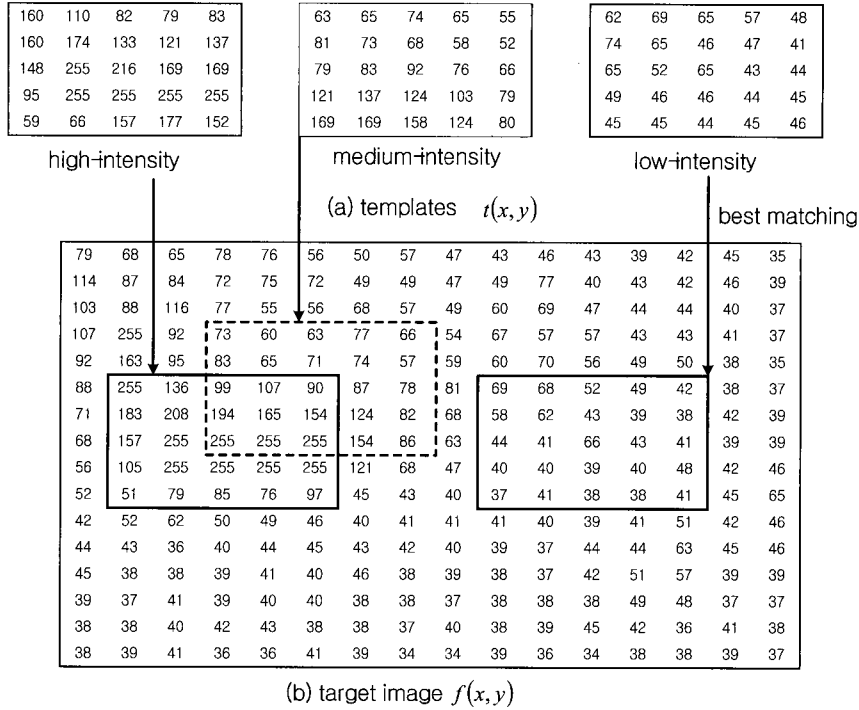 160 110 82 79 83 63 65 74 65 55 62 69 65 57 48
160 174 133 121 137 81 73 68 58 52 74 65 46 47 41
148 255 216 169 169 79 83 92 76 66 65 52 65 43 44
95 255 255 255 255 121 137 124 103 79 49 46 46 44 45
59 66 157 177 152 169 169 158 124 80 45 45 44 45 46
high-intensity medium-intensity low-intensity
(a) templates t(x, y) best matching
79 68 65 78 76 56 50 57 47 43 46 43 39 42 45 35
114 87 84 72 75 72 49 49 47 49 77 40 43 42 46 39
103 88 116 77 55 56 68 57 49 60 69 47 44 44 40 37
107 255 92 73 60 63 77 66 54 67 57 57 43 43 41 37
92 163 95 83 65 71 74 57 59 60 70 56 49 50 38 35
88 255 136 99 107 90 87 78 81 69 68 52 49 42 38 37
71 183 208 194 165 154 124 82 68 58 62 43 39 38 42 39
68 157 255 255 255 255 154 86 63 44 41 66 43 41 39 39
56 105 255 255 255 255 121 68 47 40 40 39 40 48 42 46
52 51 79 85 76 97 45 43 40 37 41 38 38 41 45 65
42 52 62 50 49 46 40 41 41 41 40 39 41 51 42 46
44 43 36 40 44 45 43 42 40 39 37 44 44 63 45 46
45 38 38 39 41 40 46 38 39 38 37 42 51 57 39 39
39 37 41 39 40 40 38 38 37 38 38 38 49 48 37 37
38 38 40 42 43 38 38 37 40 38 39 45 42 36 41 38
38 39 41 36 36 41 39 34 34 39 36 34 38 38 39 37
(b) target image f(x, y)